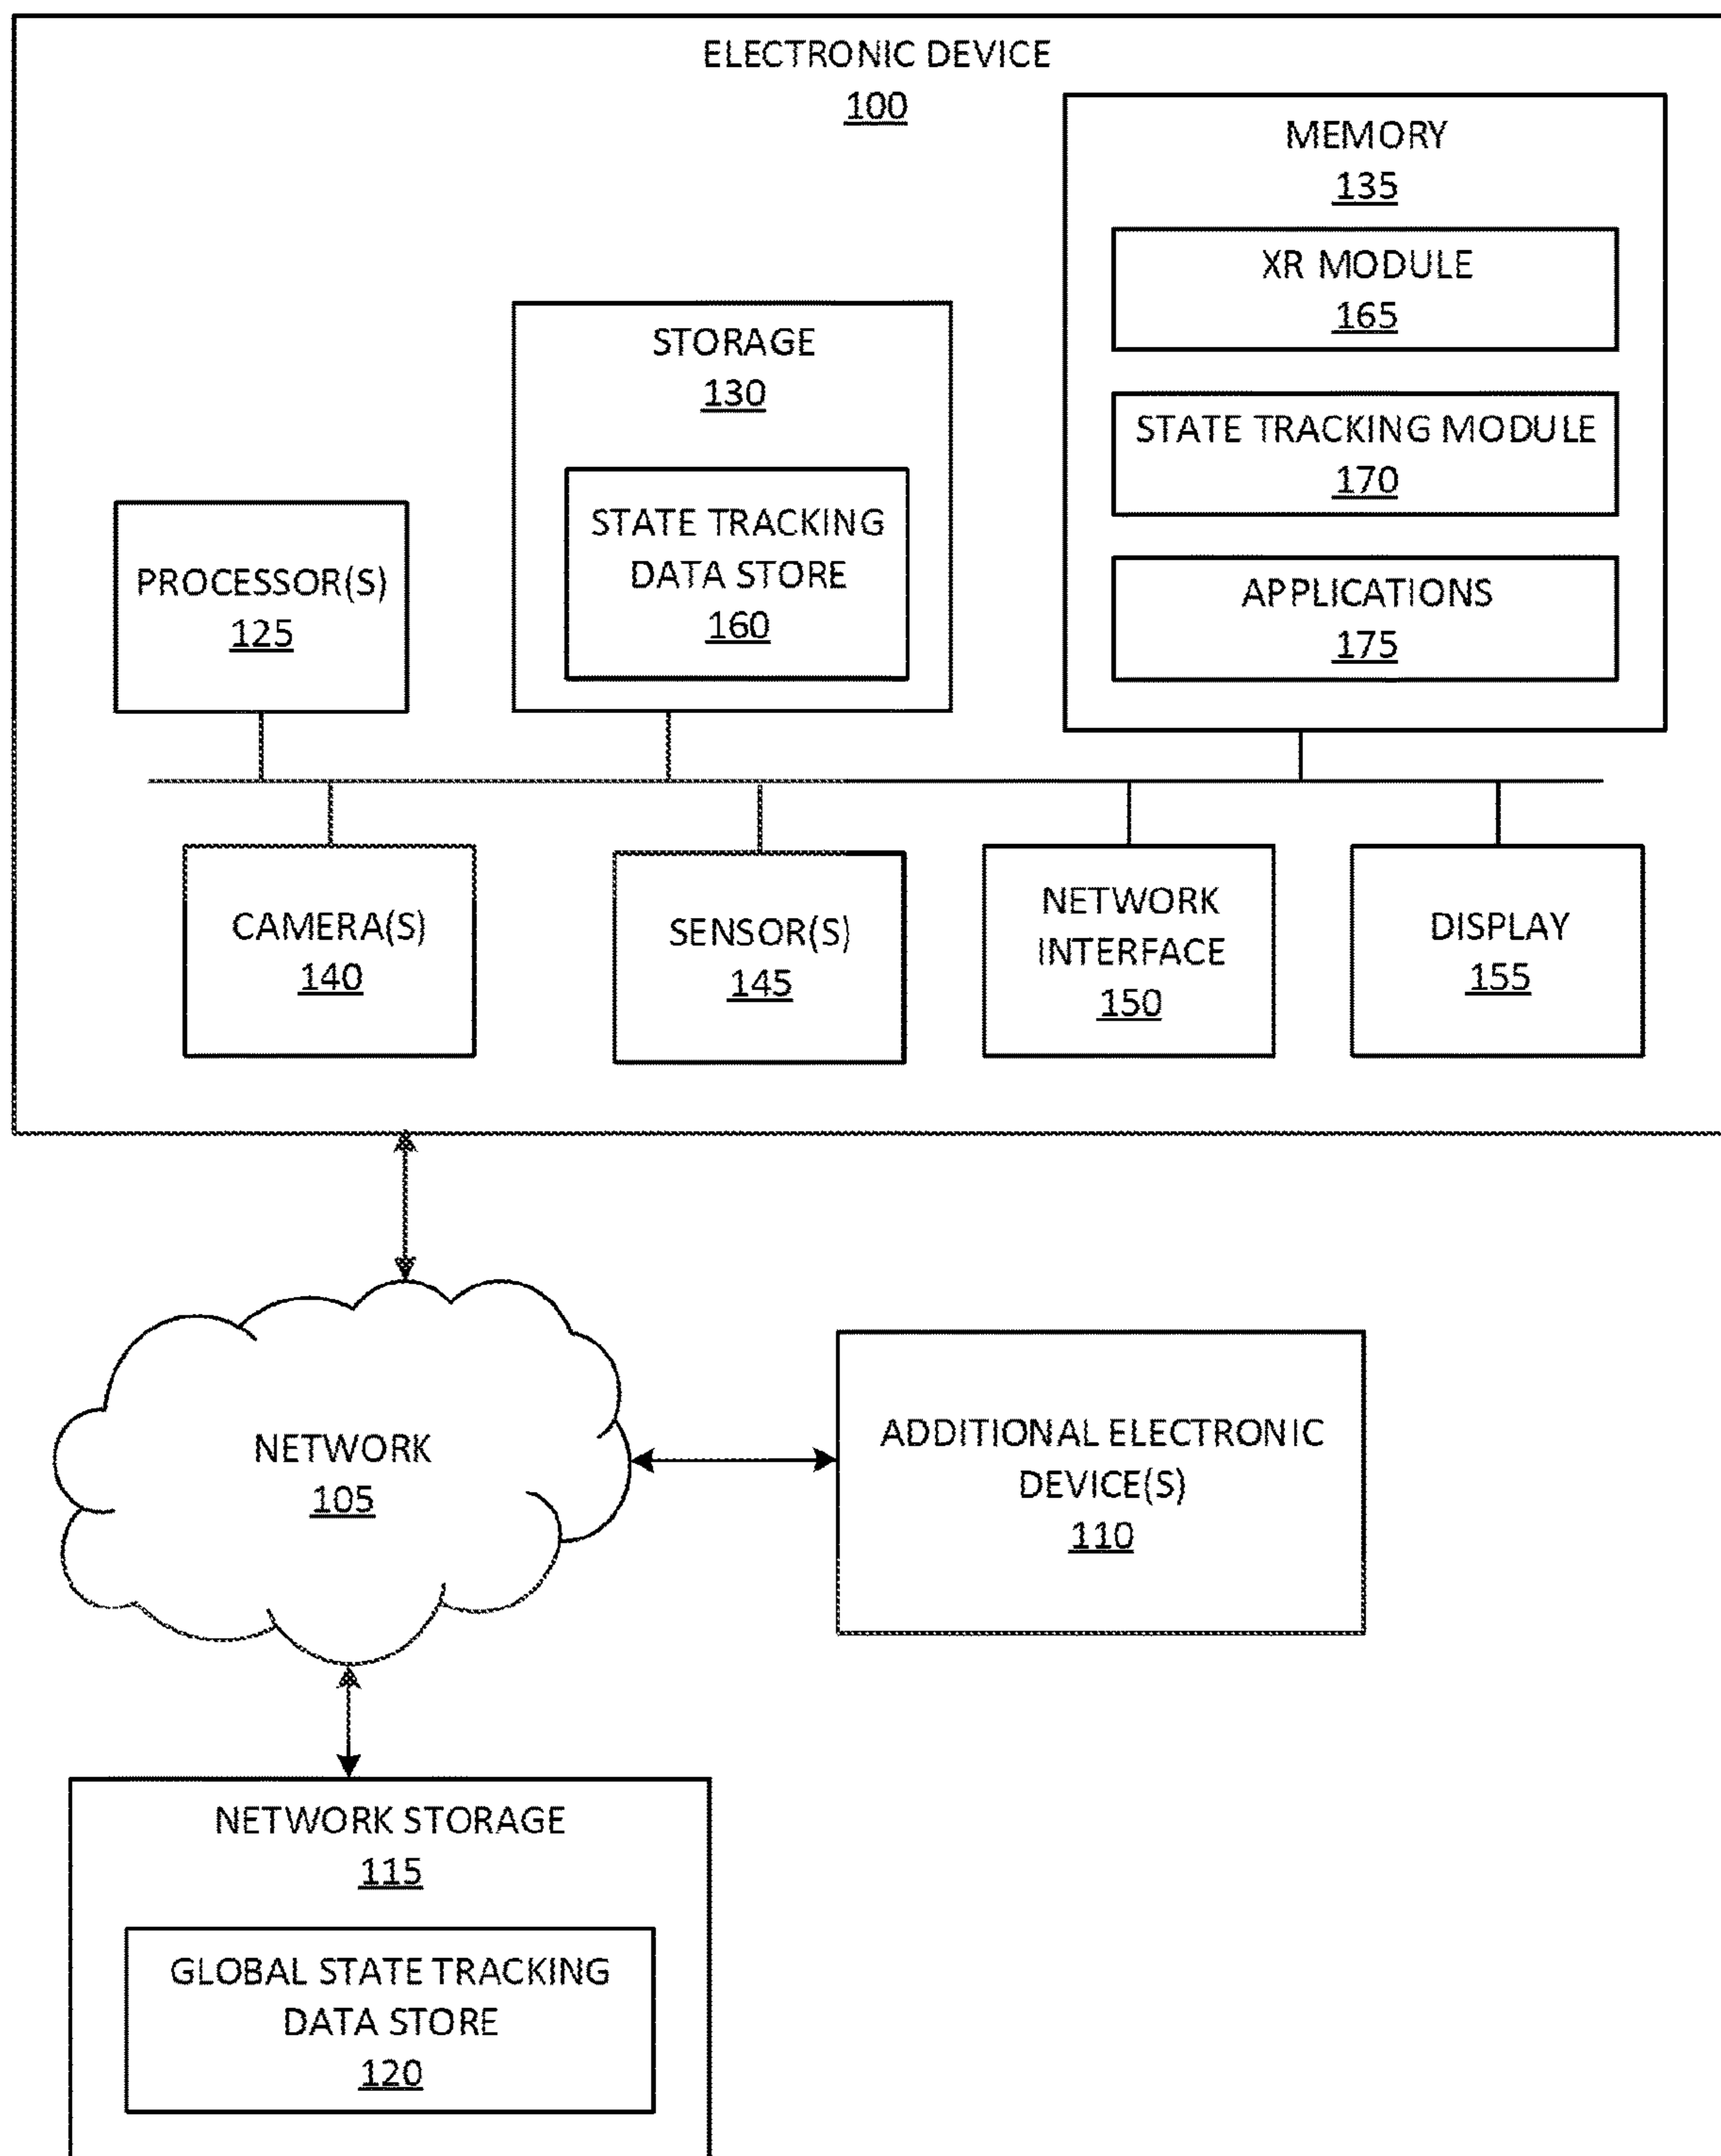 ELECTRONIC DEVICE
100
MEMORY
135
XR MODULE
165
STATE TRACKING MODULE
170
APPLICATIONS
175
STORAGE
130
STATE TRACKING
DATA STORE
160
PROCESSOR(S)
125
CAMERA(S)
140
SENSOR(S)
145
NETWORK
INTERFACE
150
DISPLAY
155
NETWORK
105
ADDITIONAL ELECTRONIC
DEVICE(S)
110
NETWORK STORAGE
115
GLOBAL STATE TRACKING
DATA STORE
120